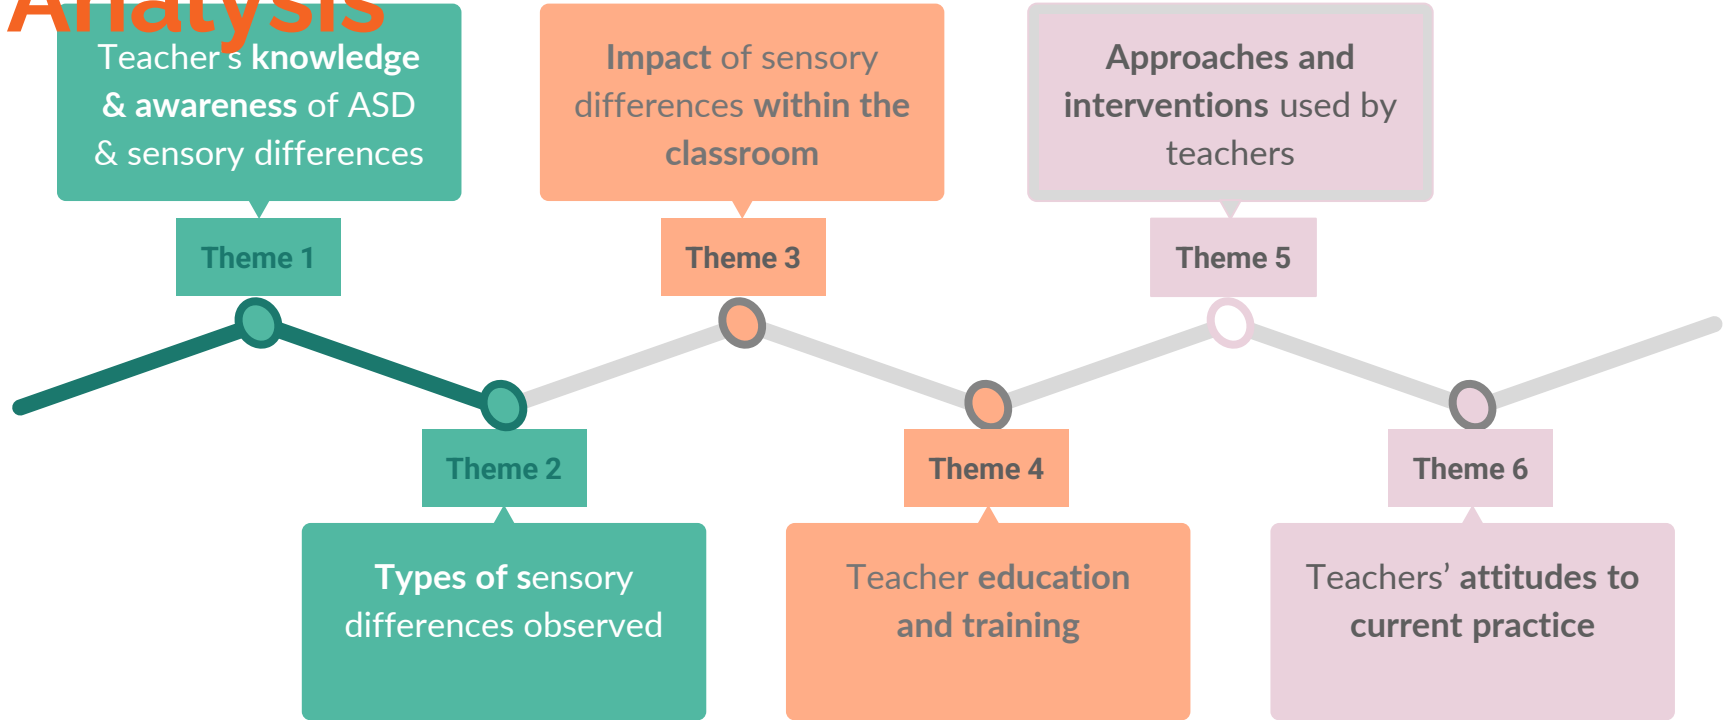 Analysis
Teacher's knowledge
& awareness of ASD
& sensory differences
Theme 1
Types of sensory
differences observed
Theme 2
Impact of sensory
differences within the
classroom
Theme 3
Theme 4
Teacher education
and training
Approaches and
interventions used by
teachers
Theme 5
Theme 6
Teachers’ attitudes to
current practice